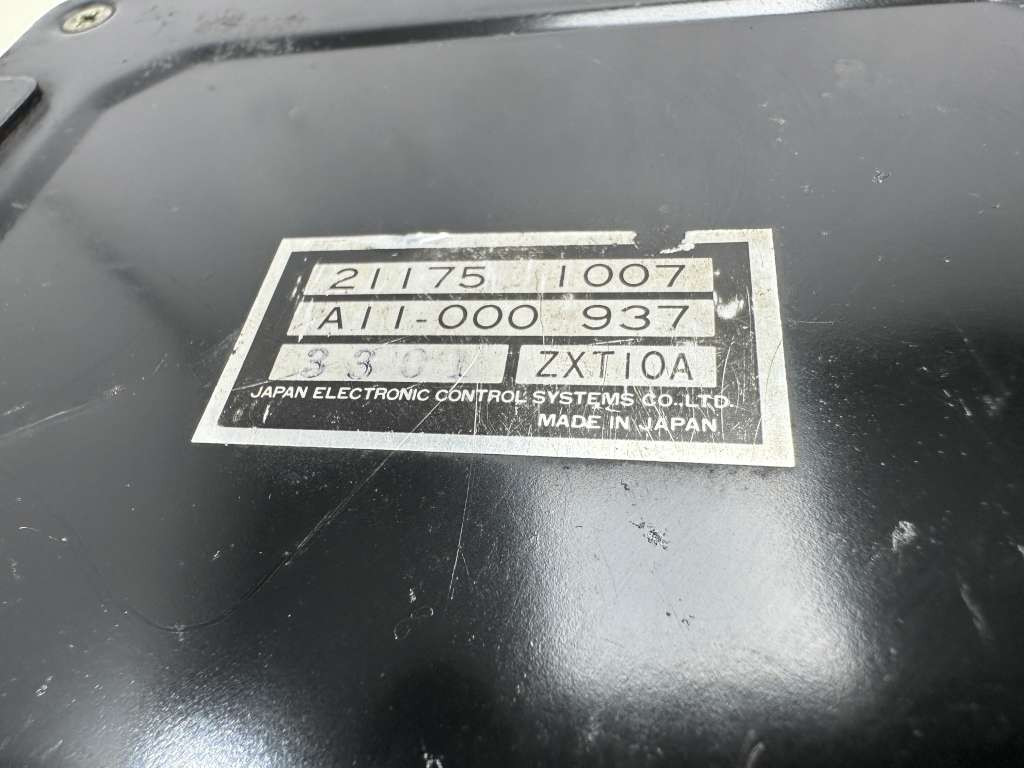 21175 1007
A11-000 937
3301 ZXT10A
JAPAN ELECTRONIC CONTROL SYSTEMS CO.,LTD.
MADE IN JAPAN